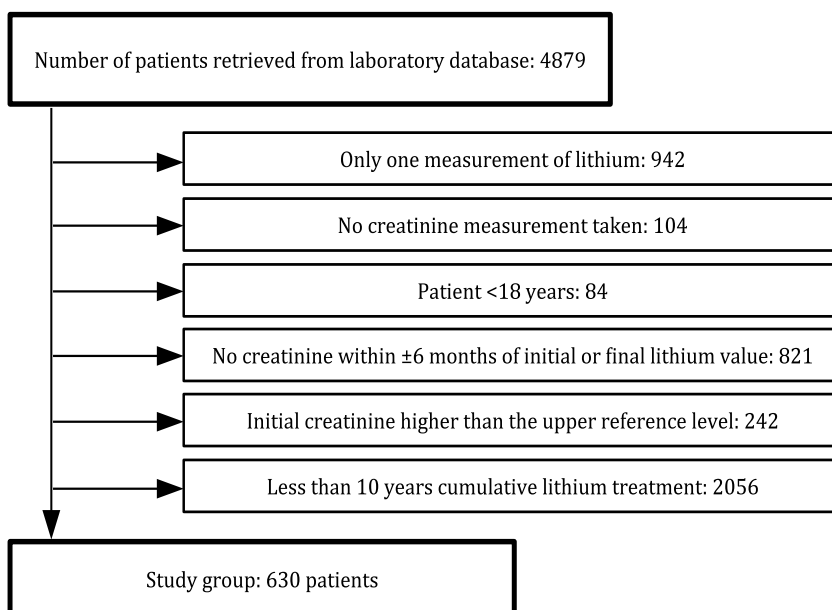 Number of patients retrieved from laboratory database: 4879
Only one measurement of lithium: 942
No creatinine measurement taken: 104
Patient <18 years: 84
No creatinine within ±6 months of initial or final lithium value: 821
Initial creatinine higher than the upper reference level: 242
Less than 10 years cumulative lithium treatment: 2056
Study group: 630 patients